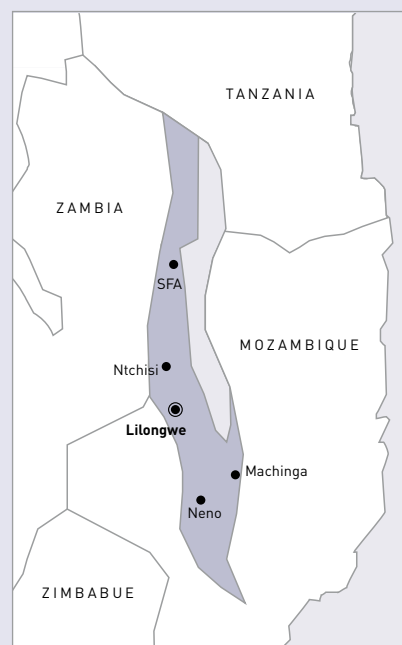 TANZANIA
ZAMBIA
SFA
MOZAMBIQUE
Ntchisi
Lilongwe
Machinga
Neno
ZIMBABUE